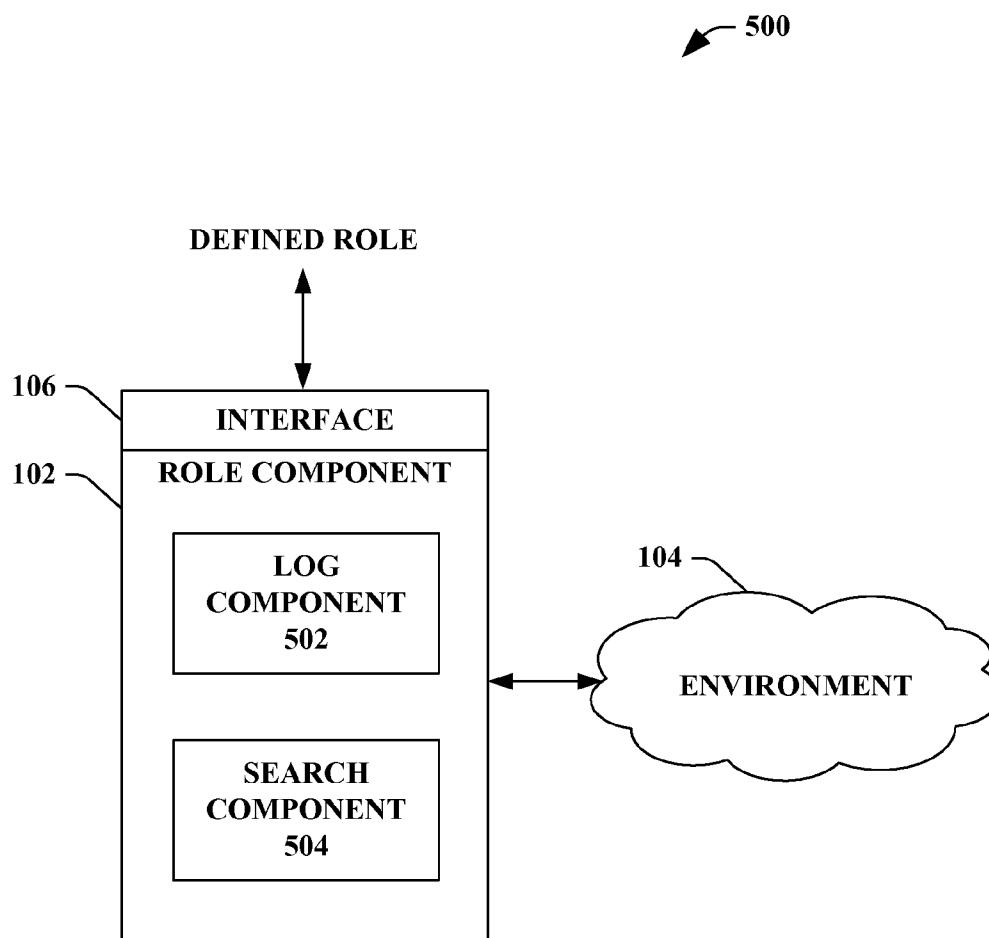 500
DEFINED ROLE
106
INTERFACE
102
ROLE COMPONENT
LOG
COMPONENT
502
104
ENVIRONMENT
SEARCH
COMPONENT
504